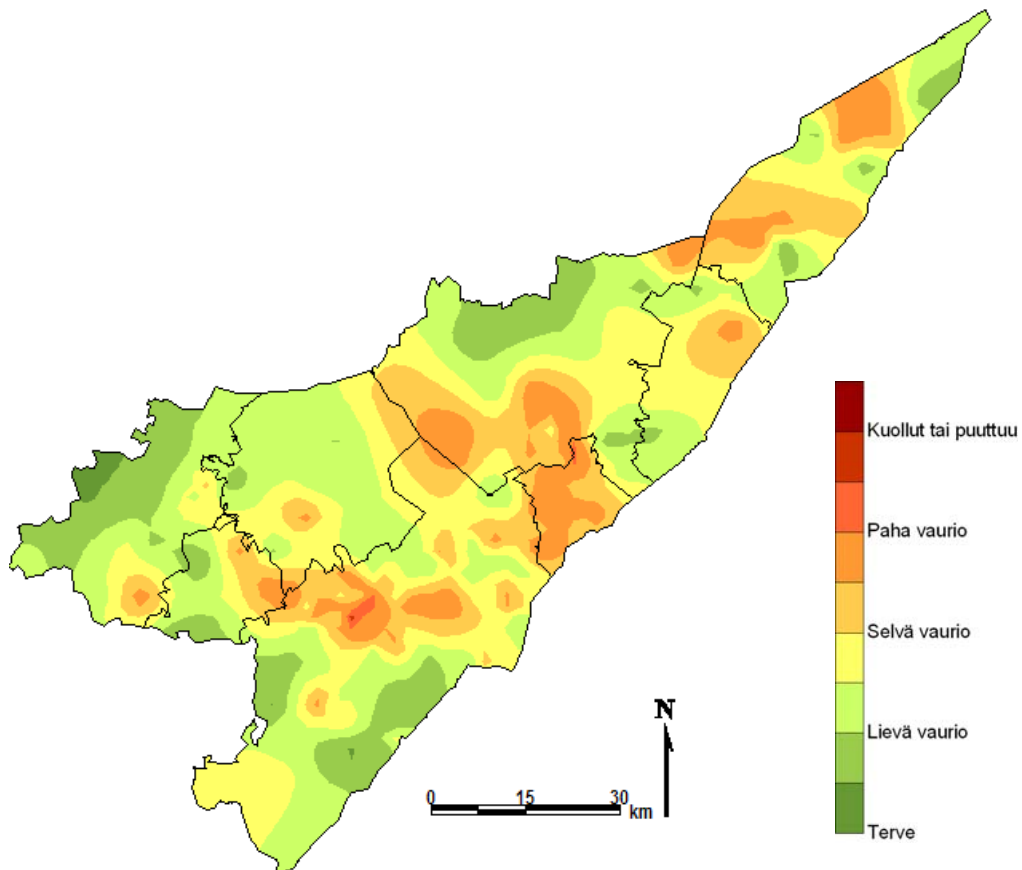 Kuollut tai puuttuu
Paha vaurio
Selvä vaurio
N
Lievä vaurio
0 15 30
km
Terve